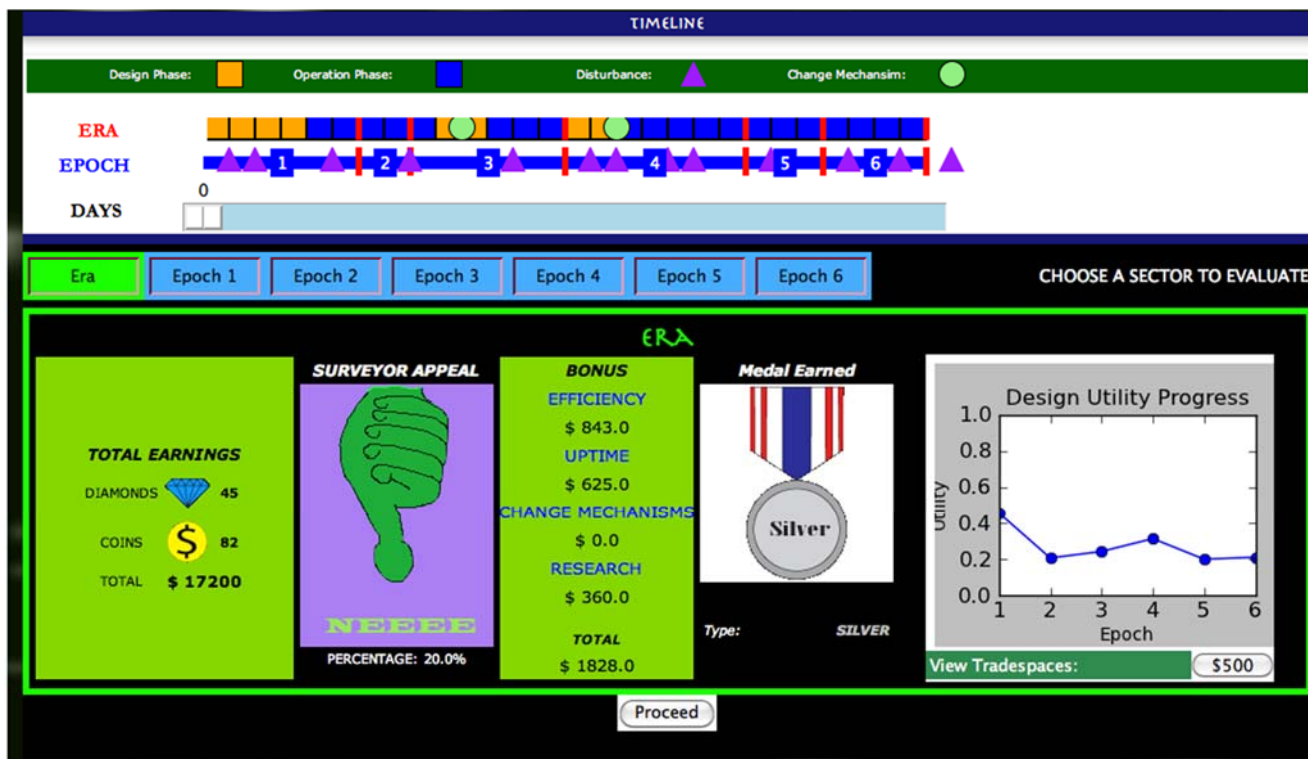 TIMELINE
Design Phase: Operation Phase: Disturbance: Change Mechansim:
ERA
EPOCH 1 2 3 4 5 6
0
DAYS
Era Epoch 1 Epoch 2 Epoch 3 Epoch 4 Epoch 5 Epoch 6 CHOOSE A SECTOR TO EVALUATE
ERA
TOTAL EARNINGS
DIAMONDS 45
COINS $ 82
TOTAL $ 17200
SURVEYOR APPEAL
NEEEE
PERCENTAGE: 20.0%
BONUS
EFFICIENCY
$ 843.0
UPTIME
$ 625.0
CHANGE MECHANISMS
$ 0.0
RESEARCH
$ 360.0
TOTAL
$ 1828.0
Medal Earned
Silver
Type: SILVER
Design Utility Progress
1.0
0.8
0.6
0.4
0.2
0.0
Utility
1 2 3 4 5 6
Epoch
View Tradespaces: $500
Proceed